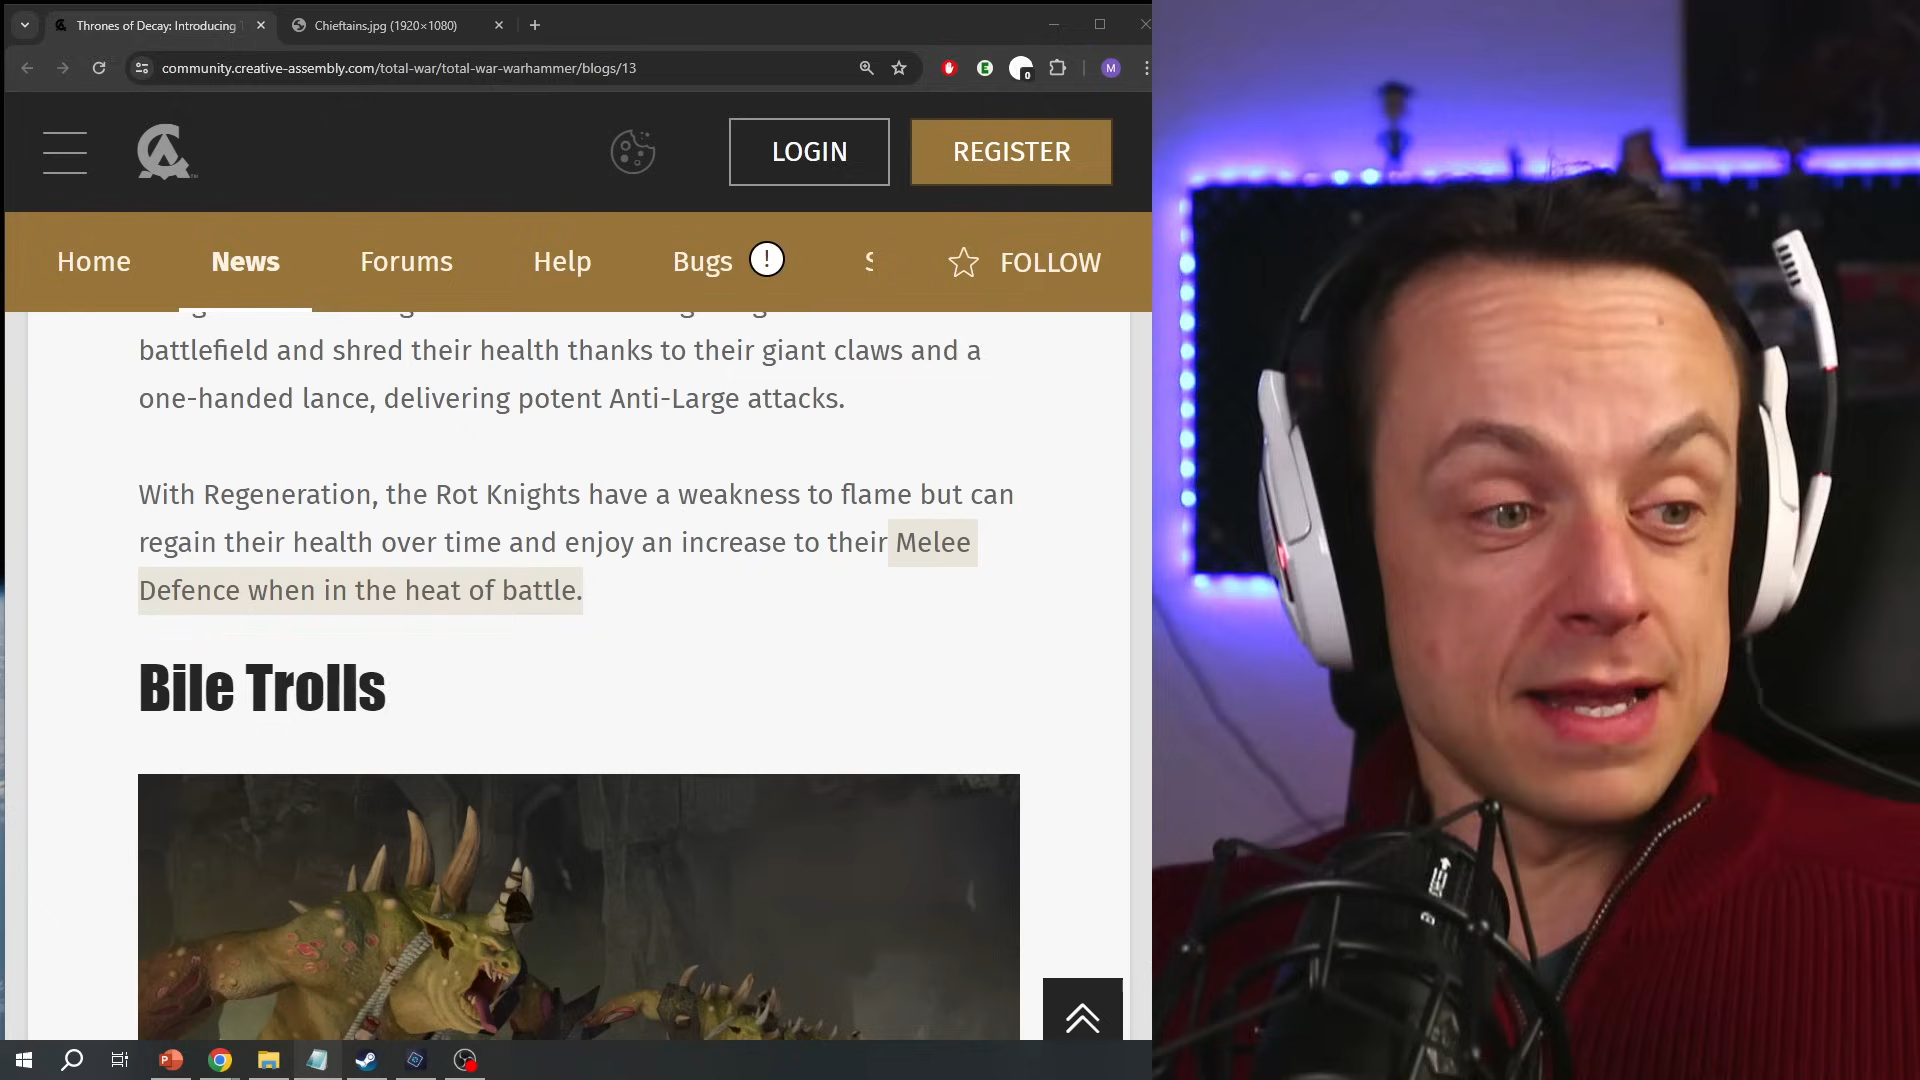 Thrones of Decay: Introducing
Chieftains.jpg (1920×1080)
community.creative-assembly.com/total-war/total-war-warhammer/blogs/13
0
M
LOGIN
REGISTER
Home
News
Forums
Help
Bugs
!
FOLLOW
battlefield and shred their health thanks to their giant claws and a
one-handed lance, delivering potent Anti-Large attacks.
With Regeneration, the Rot Knights have a weakness to flame but can
regain their health over time and enjoy an increase to their Melee
Defence when in the heat of battle.
Bile Trolls